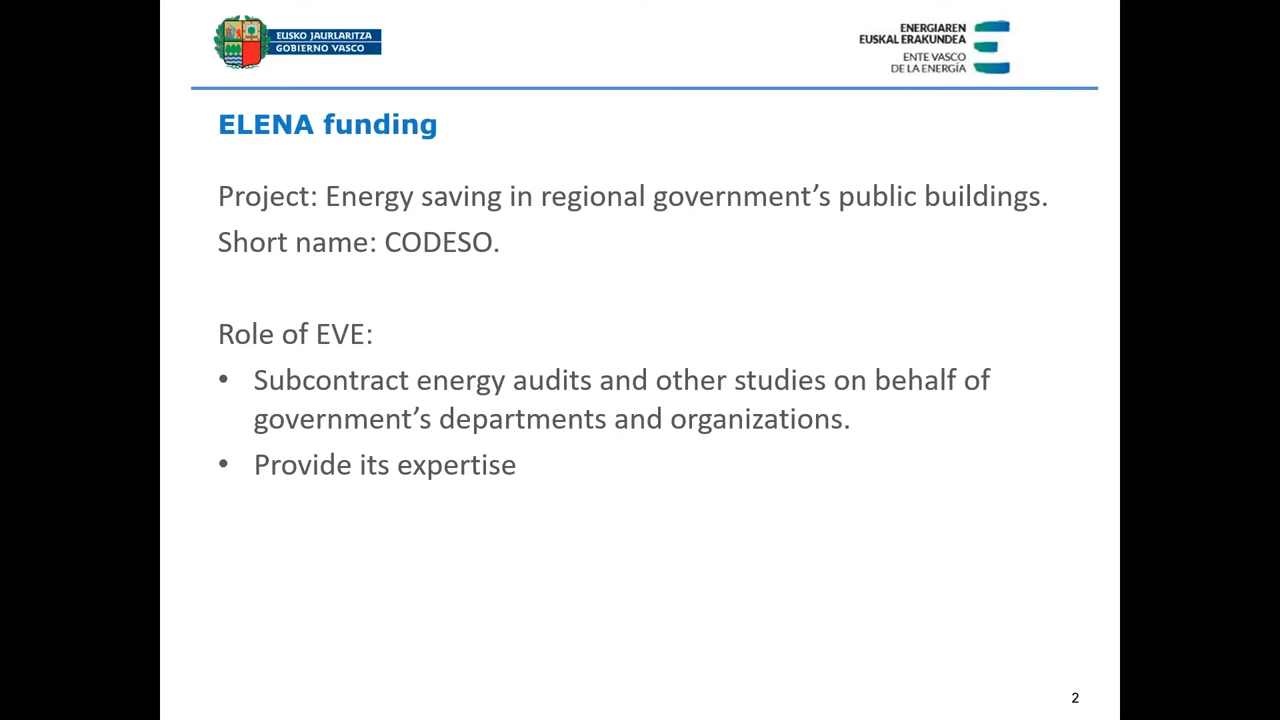 EUSKO JAURLARITZA
GOBIERNO VASCO
ENERGIAREN
EUSKAL ERAKUNDEA
ENTE VASCO
DE LA ENERGÍA
ELENA funding
Project: Energy saving in regional government’s public buildings.
Short name: CODESO.
Role of EVE:
• Subcontract energy audits and other studies on behalf of
government’s departments and organizations.
• Provide its expertise
2